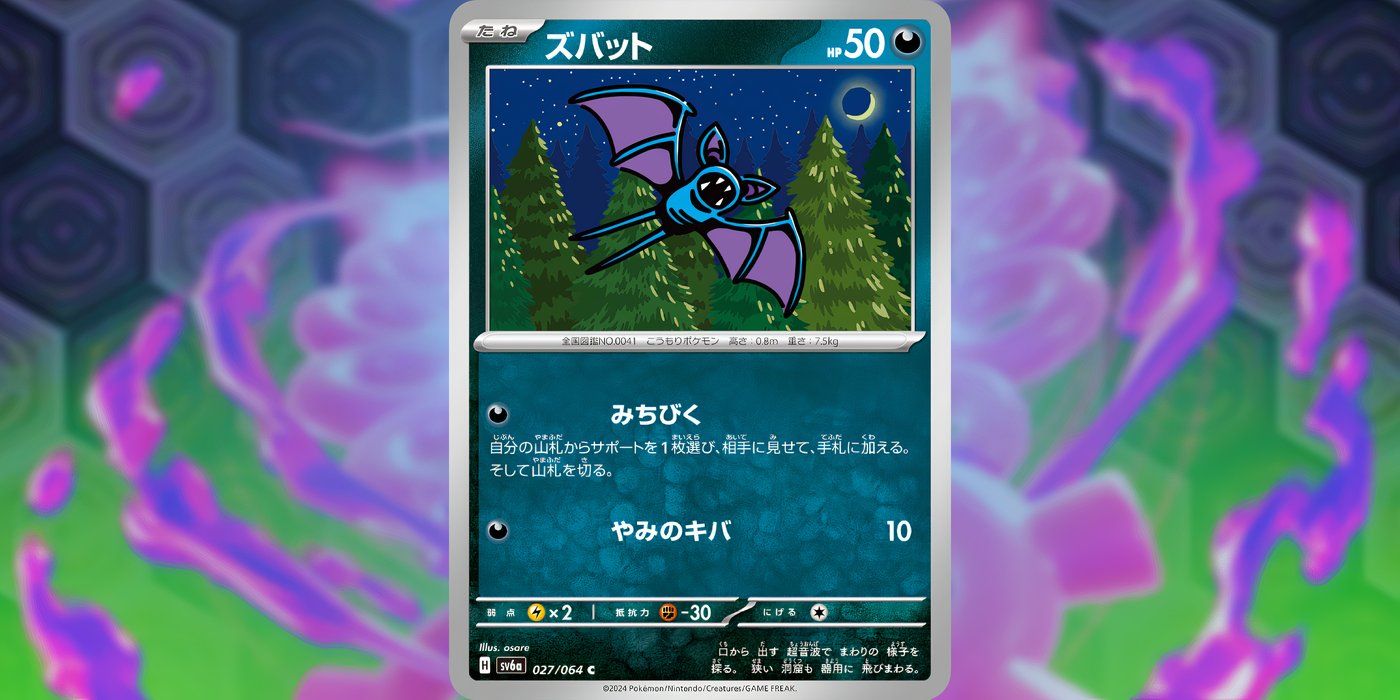 たね ズバット HP50
全国図鑑NO.0041 こうもりポケモン 高さ:0.8m 重さ:7.5kg
みちびく
自分の山札からサポートを1枚選び、相手に見せて、手札に加える。
そして山札を切る。
やみのキバ 10
弱点 ×2 抵抗力 -30 にげる
Illus. osare
H sv6a 027/064 C
口から 出す 超音波で まわりの 様子を
探る。 狭い 洞窟も 器用に 飛びまわる。
©2024 Pokémon/Nintendo/Creatures/GAME FREAK.